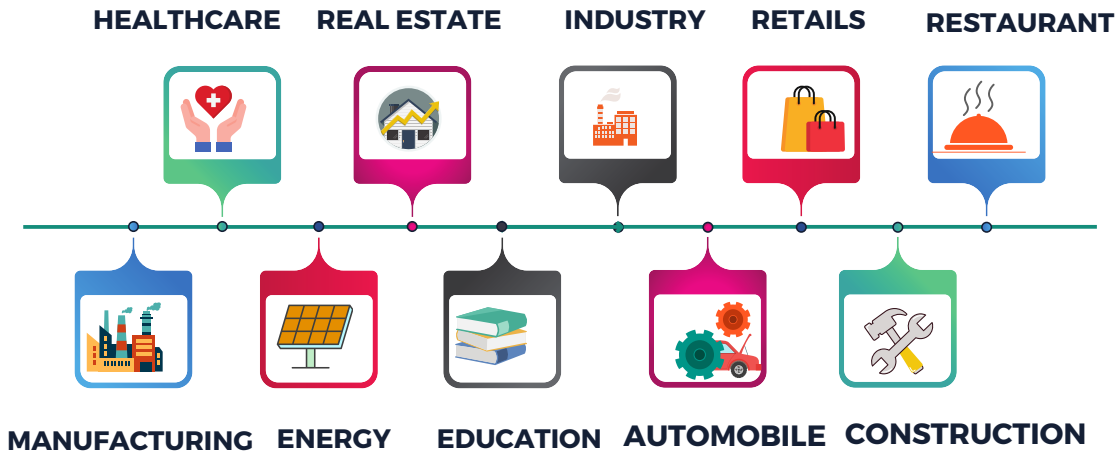 HEALTHCARE
REAL ESTATE
INDUSTRY
RETAILS
RESTAURANT
MANUFACTURING
ENERGY
EDUCATION
AUTOMOBILE
CONSTRUCTION